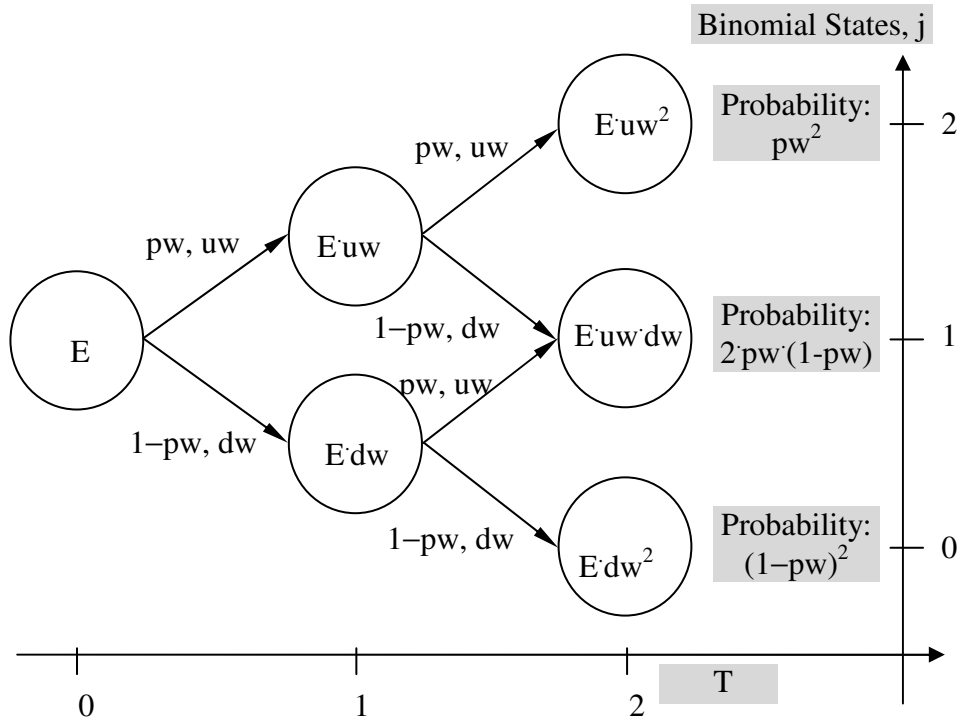 Binomial States, j
E·uw²
Probability:
pw²
2
pw, uw
E·uw
pw, uw
1−pw, dw
E
E·uw·dw
Probability:
2·pw·(1-pw)
1
pw, uw
1−pw, dw
E·dw
1−pw, dw
E·dw²
Probability:
(1−pw)²
0
0
1
2
T